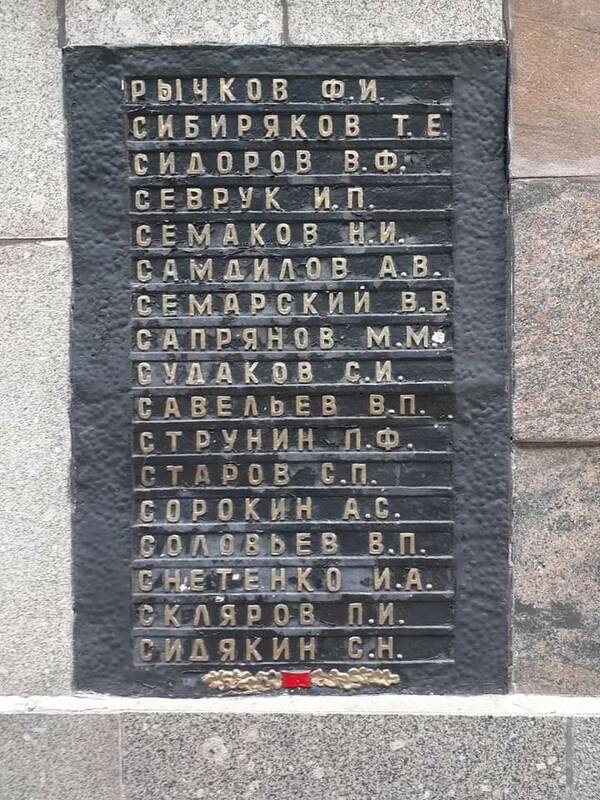 РЫЧКОВ Ф.И.
СИБИРЯКОВ Т.Е
СИДОРОВ В.Ф.
СЕВРУК И.П.
СЕМАКОВ Н.И.
САМДИЛОВ А.В.
СЕМАРСКИЙ В.В
САПРЯНОВ М.М.
СУДАКОВ С.И.
САВЕЛЬЕВ В.П.
СТРУНИН П.Ф.
СТАРОВ С.П.
СОРОКИН А.С.
СОЛОВЬЕВ В.П.
СНЕТЕНКО И.А.
СКЛЯРОВ П.И.
СИДЯКИН С.Н.